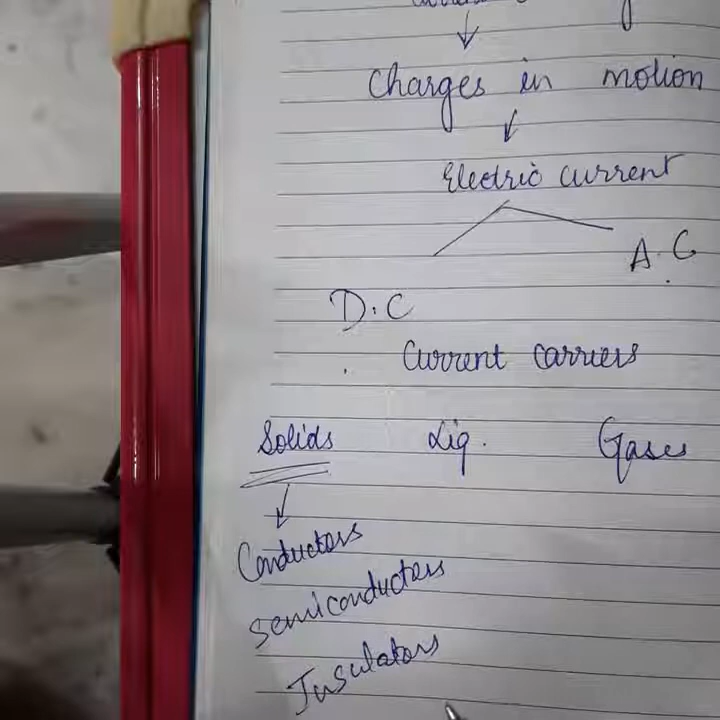 Charges in motion
Electric current
A.C
D.C
Current carriers
Solids Liq. Gases
Conductors
Semiconductors
Insulators